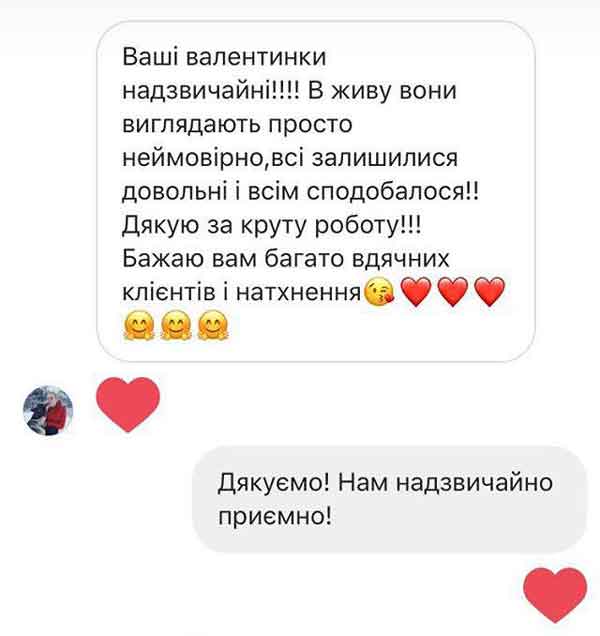 Ваші валентинки
надзвичайні!!!! В живу вони
виглядають просто
неймовірно,всі залишилися
довольні і всім сподобалося!!
Дякую за круту роботу!!!
Бажаю вам багато вдячних
клієнтів і натхнення😘❤️❤️❤️
🤗🤗🤗
Дякуємо! Нам надзвичайно
приємно!